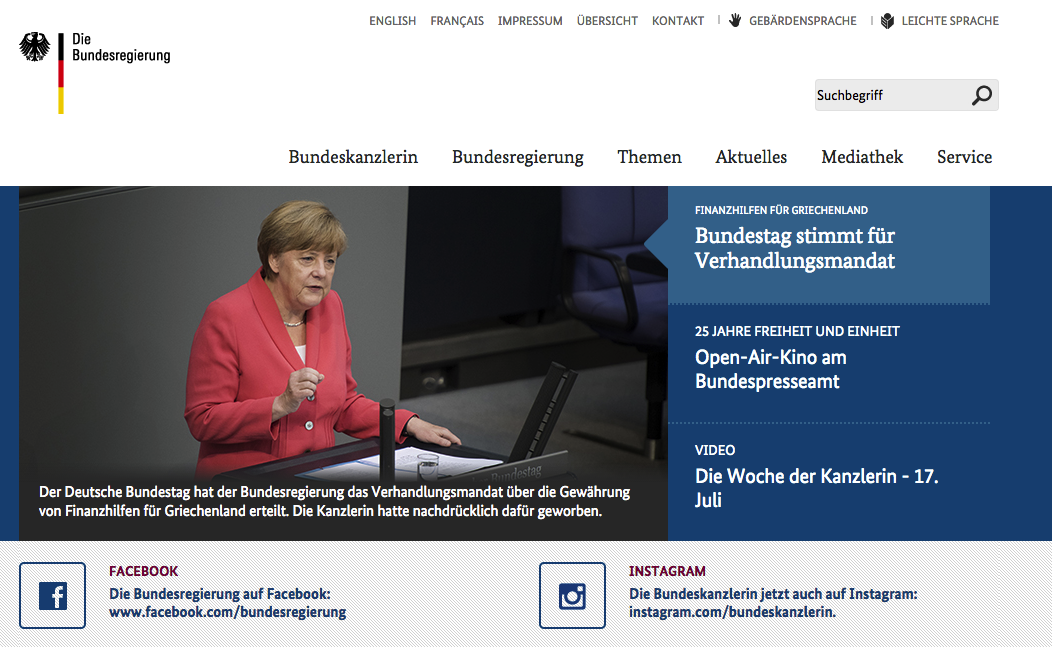 ENGLISH FRANÇAIS IMPRESSUM ÜBERSICHT KONTAKT GEBÄRDENSPRACHE LEICHTE SPRACHE
Die
Bundesregierung
Suchbegriff
Bundeskanzlerin Bundesregierung Themen Aktuelles Mediathek Service
FINANZHILFEN FÜR GRIECHENLAND
Bundestag stimmt für
Verhandlungsmandat
25 JAHRE FREIHEIT UND EINHEIT
Open-Air-Kino am
Bundespresseamt
VIDEO
Die Woche der Kanzlerin - 17.
Juli
Bundestag
Der Deutsche Bundestag hat der Bundesregierung das Verhandlungsmandat über die Gewährung
von Finanzhilfen für Griechenland erteilt. Die Kanzlerin hatte nachdrücklich dafür geworben.
FACEBOOK
Die Bundesregierung auf Facebook:
www.facebook.com/bundesregierung
INSTAGRAM
Die Bundeskanzlerin jetzt auch auf Instagram:
instagram.com/bundeskanzlerin.